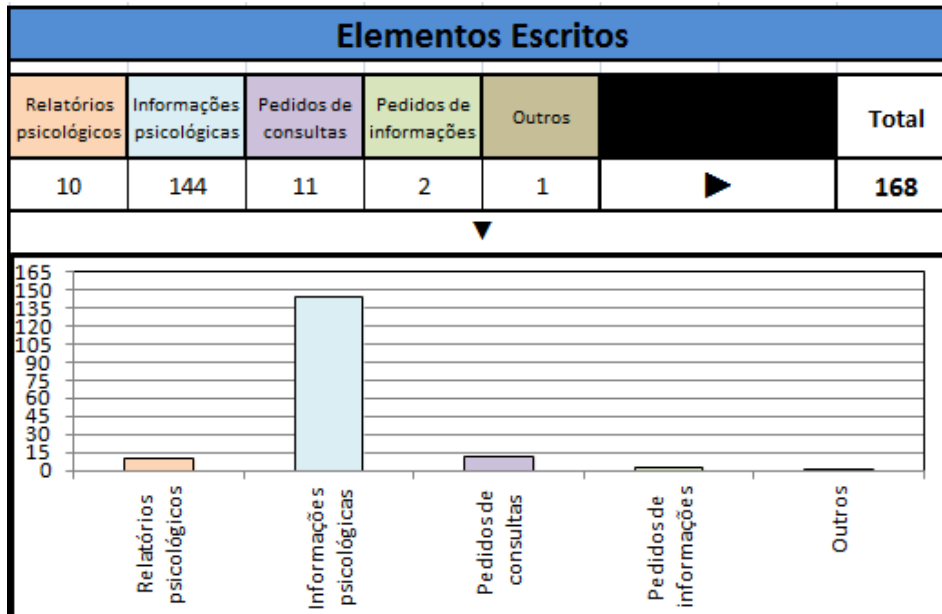 Elementos Escritos
Relatórios psicológicos
Informações psicológicas
Pedidos de consultas
Pedidos de informações
Outros
Total
10 144 11 2 1 ▶ 168
▼
165
150
135
120
105
90
75
60
45
30
15
0
Relatórios
psicológicos
Informações
psicológicas
Pedidos de
consultas
Pedidos de
informações
Outros